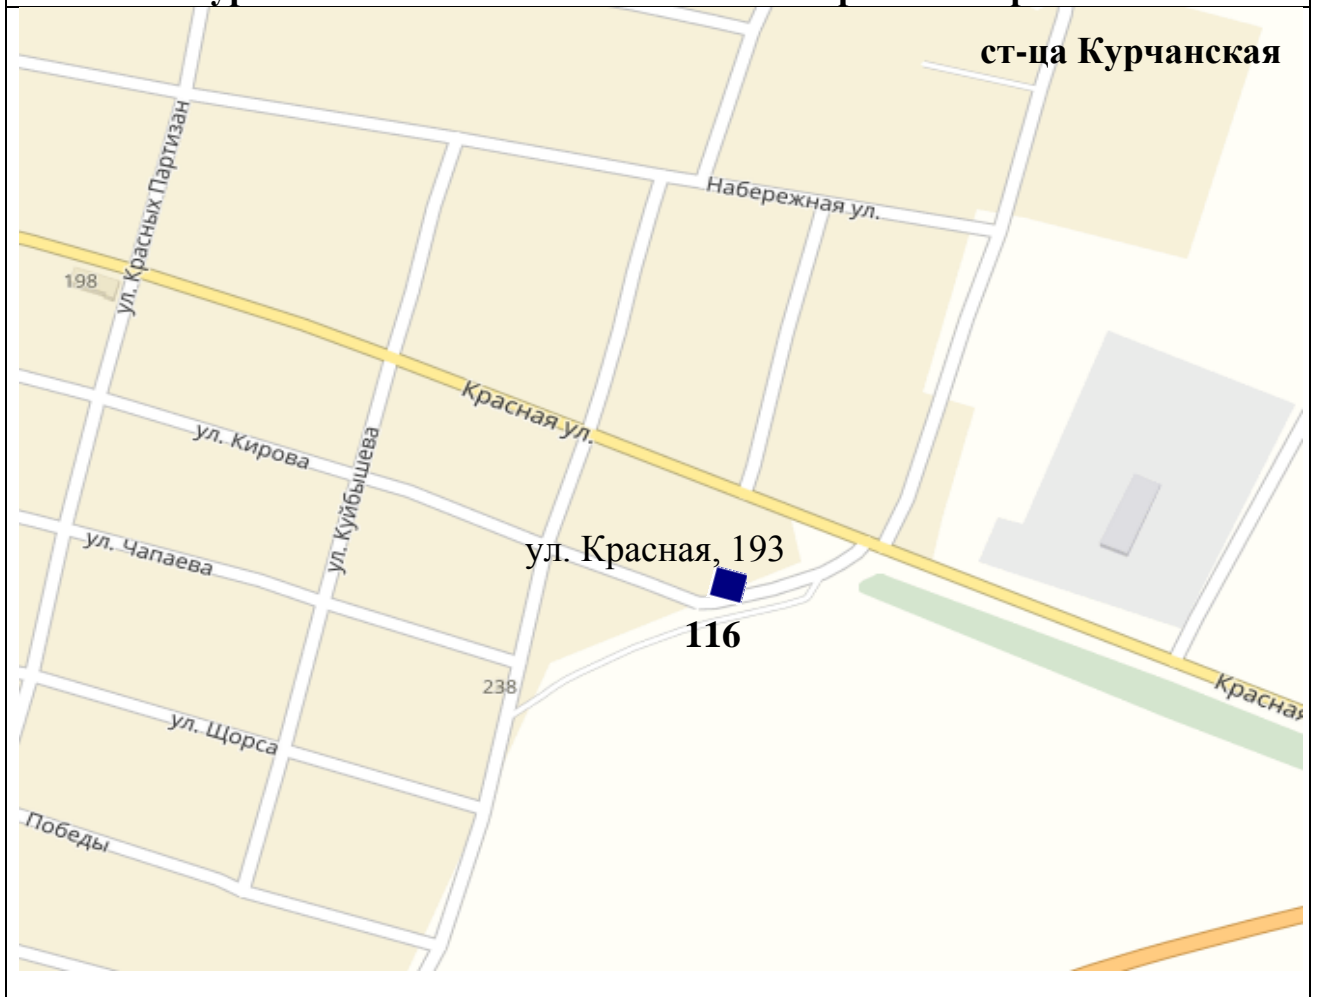 ст-ца Курчанская
ул. Красных Партизан
Набережная ул.
198
Красная ул.
ул. Кирова
ул. Куйбышева
ул. Красная, 193
ул. Чапаева
116
238
Красная
ул. Щорса
Победы